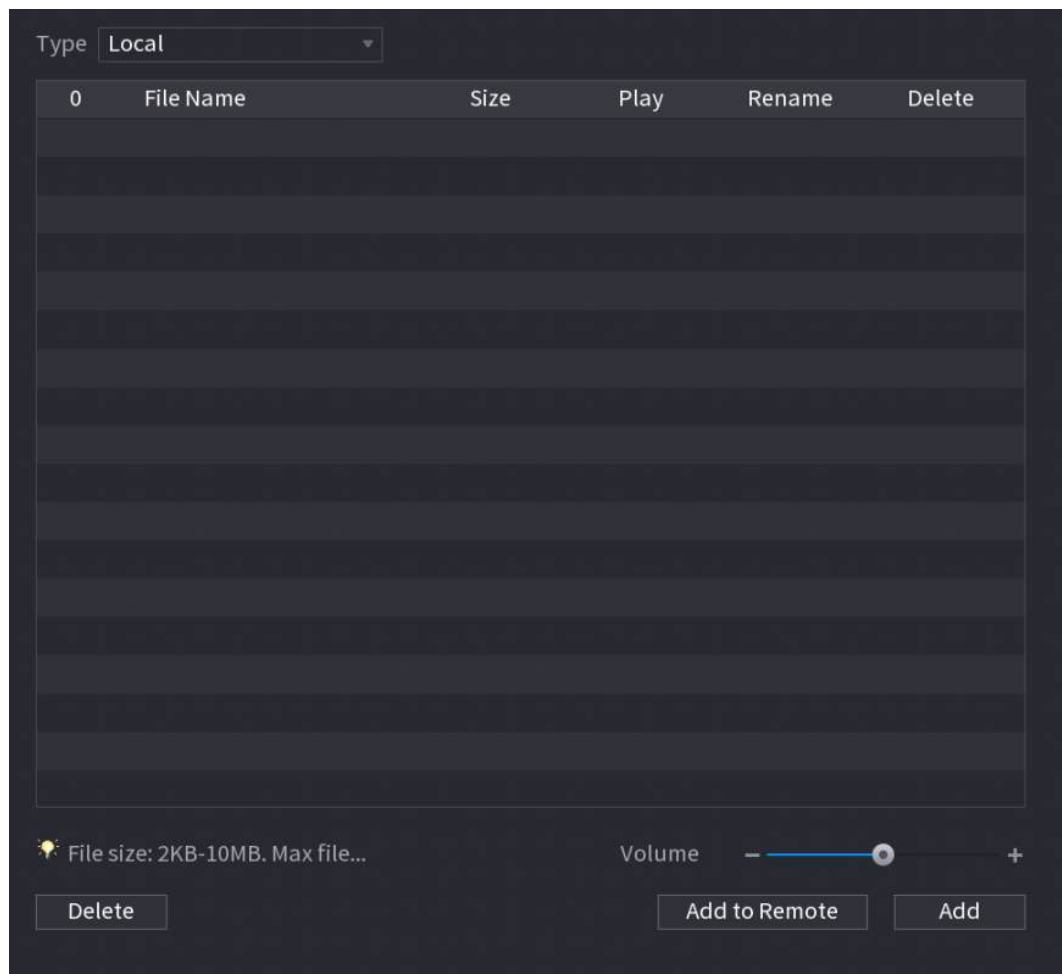 Type Local
0 File Name Size Play Rename Delete
File size: 2KB-10MB. Max file... Volume − +
Delete Add to Remote Add